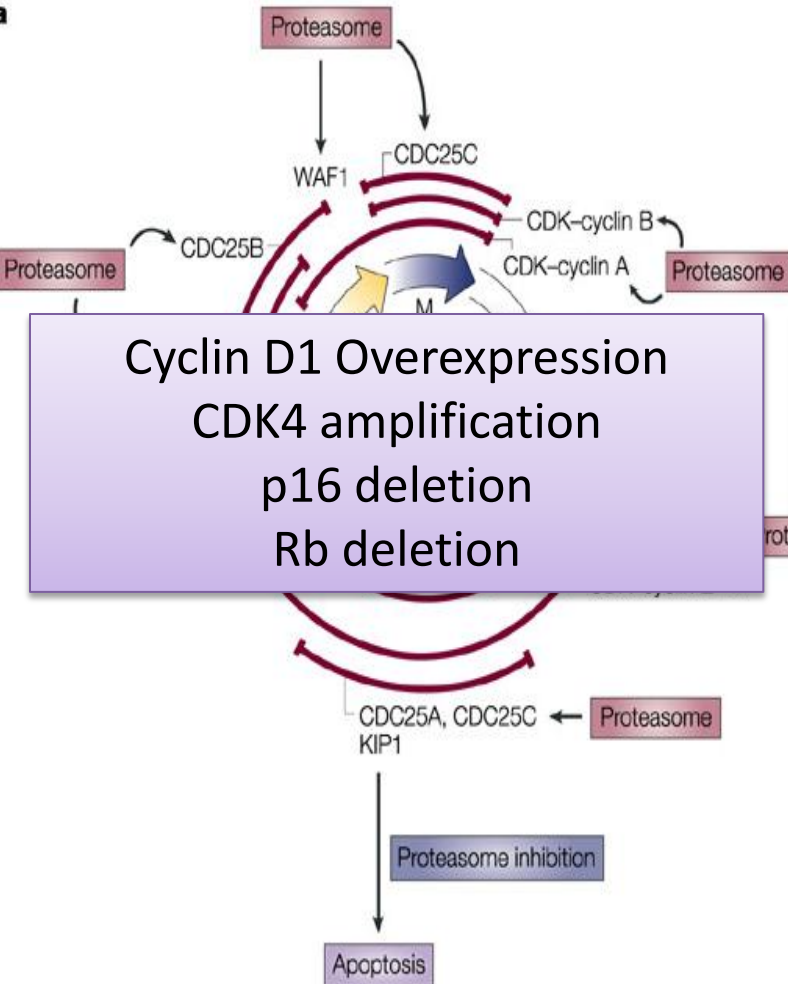 a
Proteasome
CDC25C
WAF1
CDK–cyclin B
CDC25B
CDK–cyclin A
Proteasome
Proteasome
M
Cyclin D1 Overexpression
CDK4 amplification
p16 deletion
Rb deletion
CDC25A, CDC25C
Proteasome
KIP1
Proteasome inhibition
Apoptosis